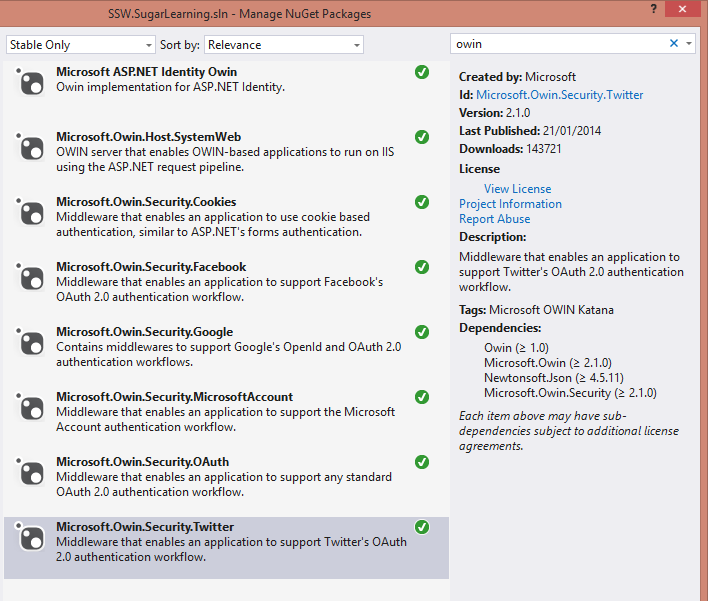 SSW.SugarLearning.sln - Manage NuGet Packages
?
Stable Only
Sort by:
Relevance
owin
Microsoft ASP.NET Identity Owin
Owin implementation for ASP.NET Identity.
Microsoft.Owin.Host.SystemWeb
OWIN server that enables OWIN-based applications to run on IIS
using the ASP.NET request pipeline.
Microsoft.Owin.Security.Cookies
Middleware that enables an application to use cookie based
authentication, similar to ASP.NET's forms authentication.
Microsoft.Owin.Security.Facebook
Middleware that enables an application to support Facebook's
OAuth 2.0 authentication workflow.
Microsoft.Owin.Security.Google
Contains middlewares to support Google's OpenId and OAuth 2.0
authentication workflows.
Microsoft.Owin.Security.MicrosoftAccount
Middleware that enables an application to support the Microsoft
Account authentication workflow.
Microsoft.Owin.Security.OAuth
Middleware that enables an application to support any standard
OAuth 2.0 authentication workflow.
Microsoft.Owin.Security.Twitter
Middleware that enables an application to support Twitter's OAuth
2.0 authentication workflow.
Created by: Microsoft
Id: Microsoft.Owin.Security.Twitter
Version: 2.1.0
Last Published: 21/01/2014
Downloads: 143721
License
View License
Project Information
Report Abuse
Description:
Middleware that enables an application to
support Twitter's OAuth 2.0 authentication
workflow.
Tags: Microsoft OWIN Katana
Dependencies:
Owin (≥ 1.0)
Microsoft.Owin (≥ 2.1.0)
Newtonsoft.Json (≥ 4.5.11)
Microsoft.Owin.Security (≥ 2.1.0)
Each item above may have sub-
dependencies subject to additional license
agreements.